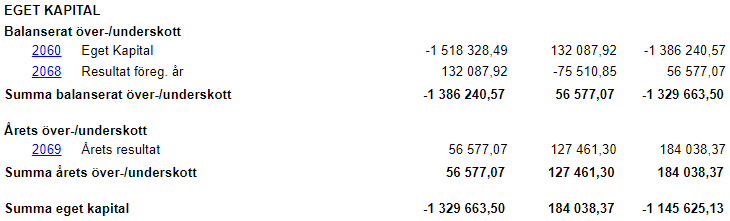 EGET KAPITAL
Balanserat över-/underskott
2060 Eget Kapital -1 518 328,49 132 087,92 -1 386 240,57
2068 Resultat föreg. år 132 087,92 -75 510,85 56 577,07
Summa balanserat över-/underskott -1 386 240,57 56 577,07 -1 329 663,50
Årets över-/underskott
2069 Årets resultat 56 577,07 127 461,30 184 038,37
Summa årets över-/underskott 56 577,07 127 461,30 184 038,37
Summa eget kapital -1 329 663,50 184 038,37 -1 145 625,13